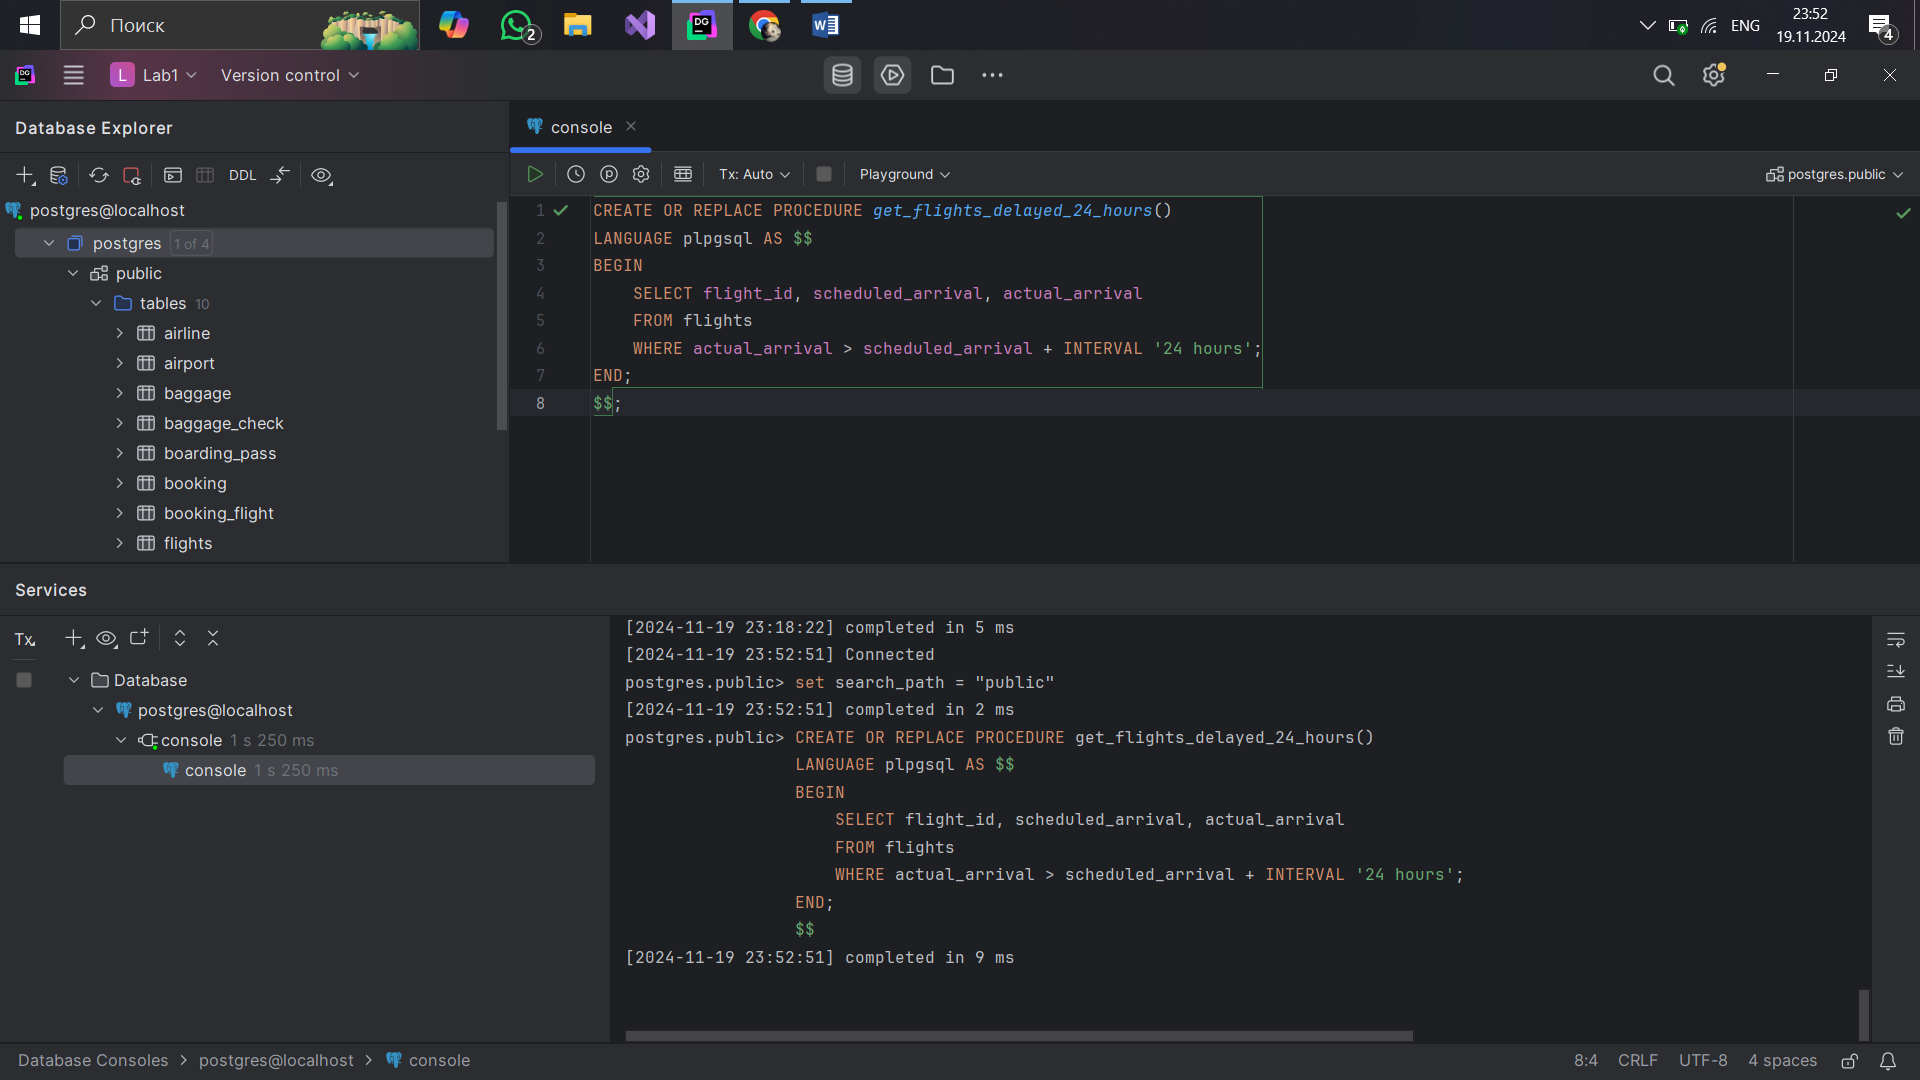 Поиск
2
ENG
23:52
19.11.2024
4
L Lab1
Version control
Database Explorer
console
DDL
Tx: Auto
Playground
postgres.public
postgres@localhost
postgres 1 of 4
public
tables 10
airline
airport
baggage
baggage_check
boarding_pass
booking
booking_flight
flights
1 CREATE OR REPLACE PROCEDURE get_flights_delayed_24_hours()
2 LANGUAGE plpgsql AS $$
3 BEGIN
4     SELECT flight_id, scheduled_arrival, actual_arrival
5     FROM flights
6     WHERE actual_arrival > scheduled_arrival + INTERVAL '24 hours';
7 END;
8 $$;
Services
Tx
Database
postgres@localhost
console 1 s 250 ms
console 1 s 250 ms
[2024-11-19 23:18:22] completed in 5 ms
[2024-11-19 23:52:51] Connected
postgres.public> set search_path = "public"
[2024-11-19 23:52:51] completed in 2 ms
postgres.public> CREATE OR REPLACE PROCEDURE get_flights_delayed_24_hours()
LANGUAGE plpgsql AS $$
BEGIN
    SELECT flight_id, scheduled_arrival, actual_arrival
    FROM flights
    WHERE actual_arrival > scheduled_arrival + INTERVAL '24 hours';
END;
$$
[2024-11-19 23:52:51] completed in 9 ms
Database Consoles > postgres@localhost > console
8:4 CRLF UTF-8 4 spaces